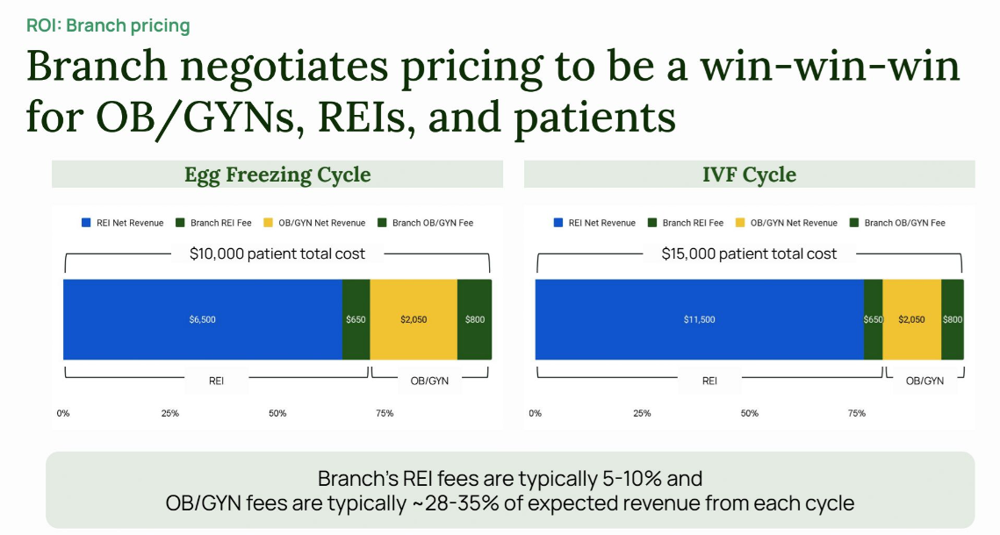 ROI: Branch pricing
Branch negotiates pricing to be a win-win-win
for OB/GYNs, REIs, and patients
Egg Freezing Cycle
REI Net Revenue Branch REI Fee OB/GYN Net Revenue Branch OB/GYN Fee
$10,000 patient total cost
$6,500 $650 $2,050 $800
REI OB/GYN
0% 25% 50% 75%
IVF Cycle
REI Net Revenue Branch REI Fee OB/GYN Net Revenue Branch OB/GYN Fee
$15,000 patient total cost
$11,500 $650 $2,050 $800
REI OB/GYN
0% 25% 50% 75%
Branch's REI fees are typically 5-10% and
OB/GYN fees are typically ~28-35% of expected revenue from each cycle